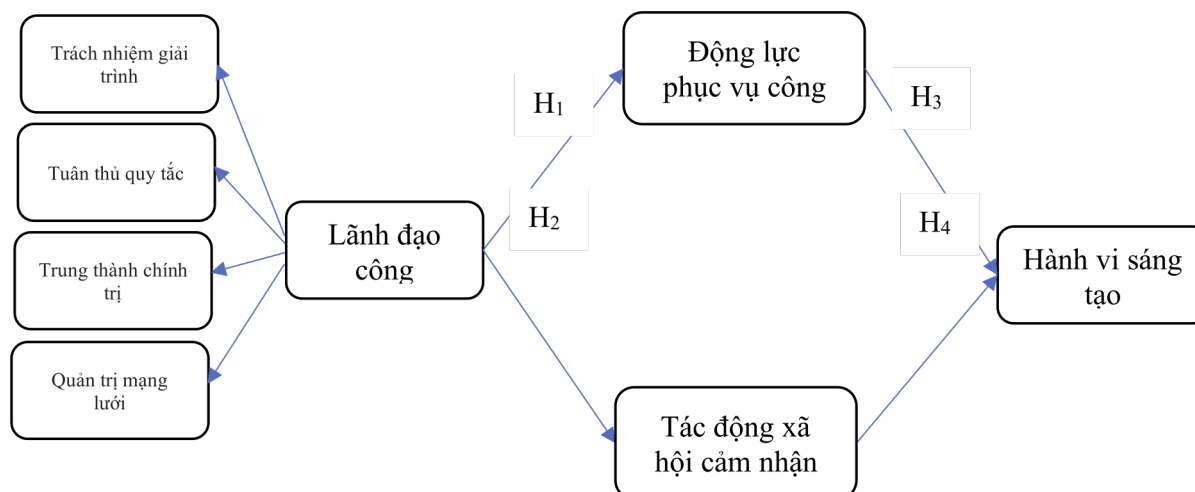 Trách nhiệm giải
trình
Tuân thủ quy tắc
Trung thành chính
trị
Quản trị mạng
lưới
Lãnh đạo
công
H1
H2
Động lực
phục vụ công
H3
H4
Tác động xã
hội cảm nhận
Hành vi sáng
tạo